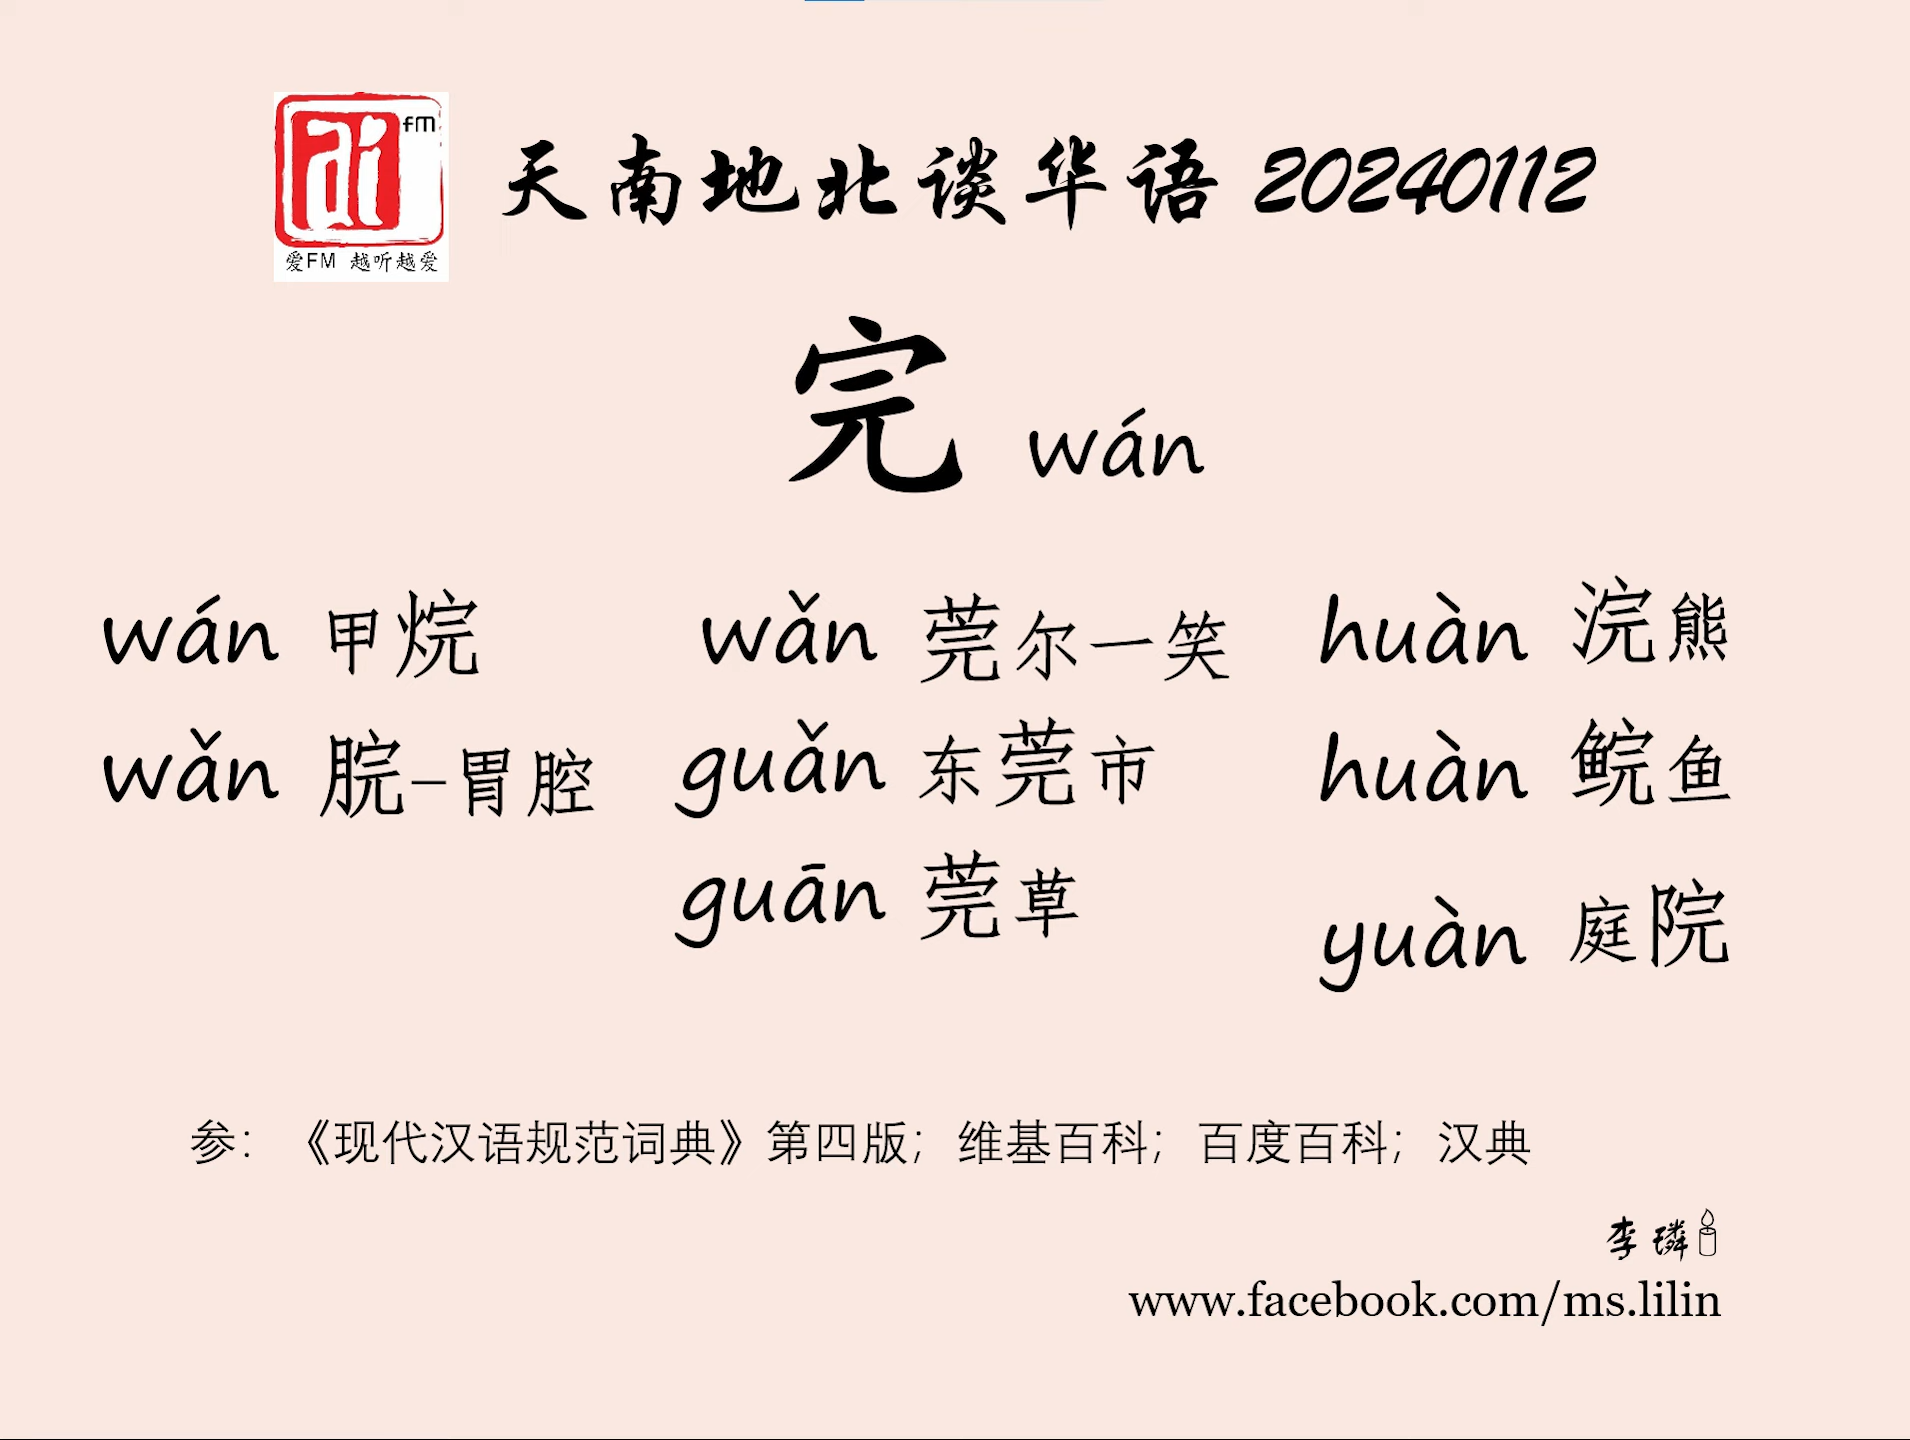 ai fm
爱FM 越听越爱
天南地北谈华语 20240112
完 wán
wán 甲烷
wǎn 脘-胃腔
wǎn 莞尔一笑
guǎn 东莞市
guān 莞草
huàn 浣熊
huàn 鲩鱼
yuàn 庭院
参：《现代汉语规范词典》第四版；维基百科；百度百科；汉典
李璘
www.facebook.com/ms.lilin